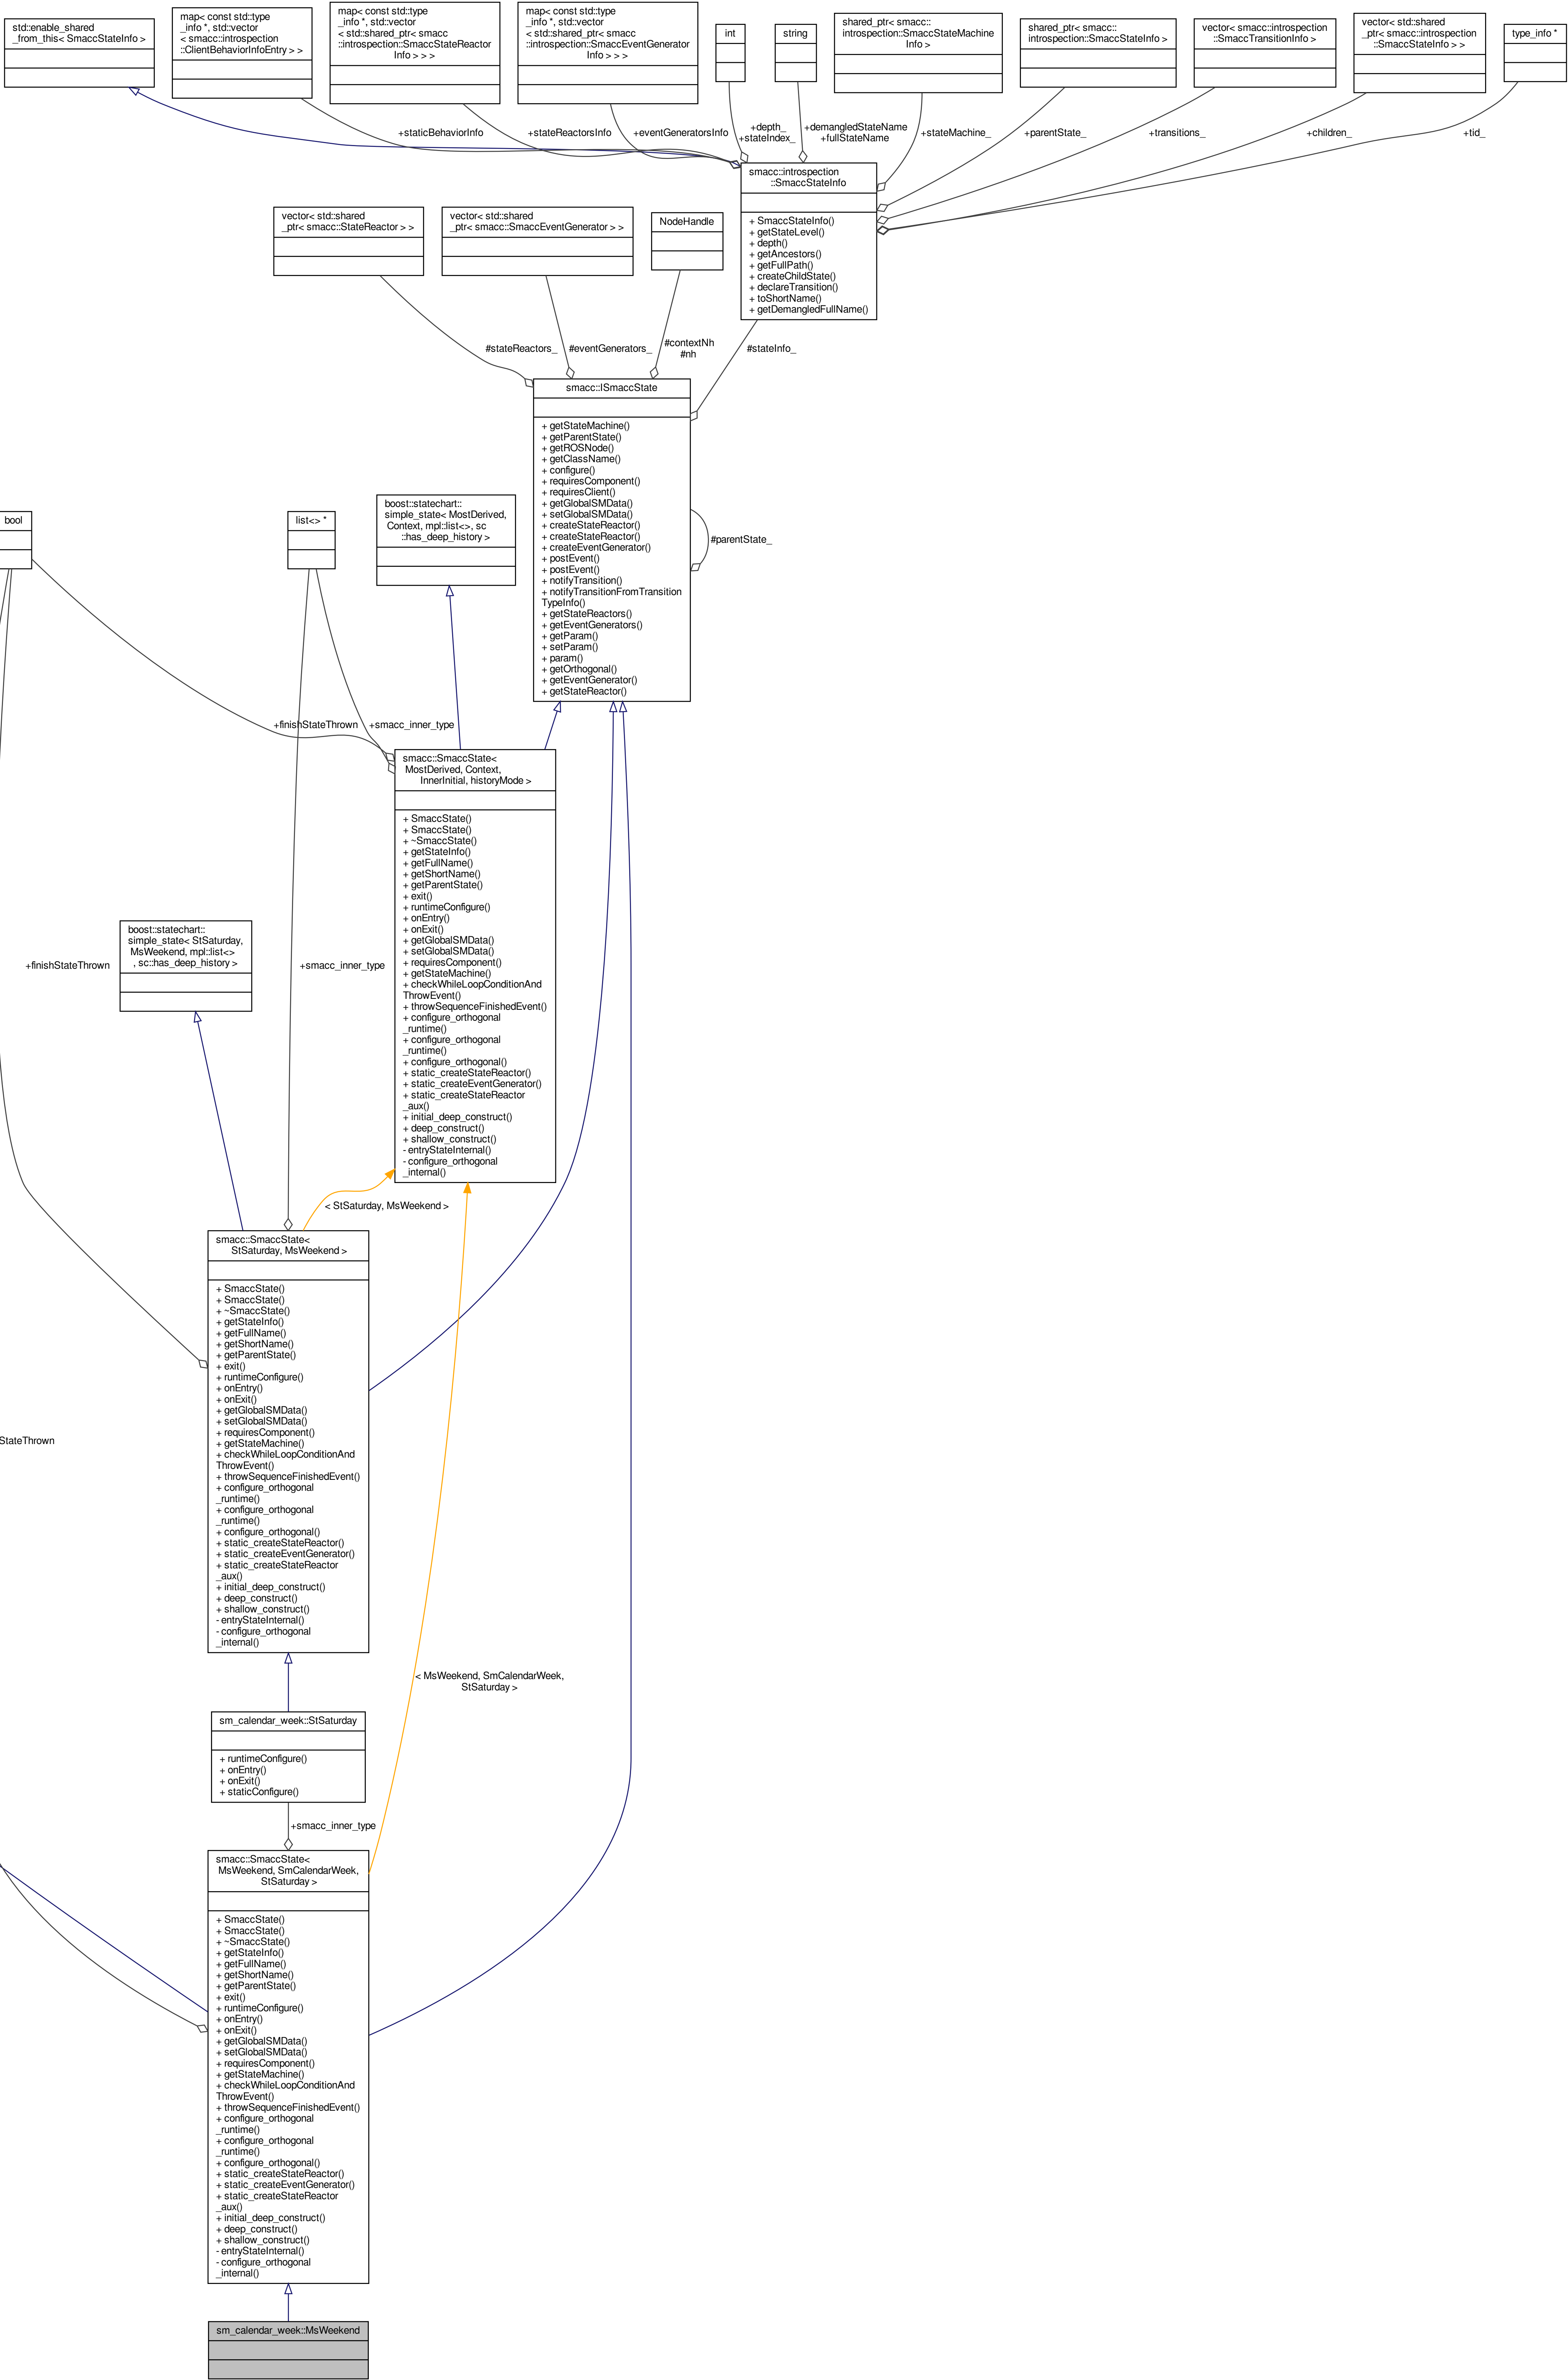 std::enable_shared
_from_this< SmaccStateInfo >
map< const std::type
_info *, std::vector
< smacc::introspection
::ClientBehaviorInfoEntry > >
map< const std::type
_info *, std::vector
< std::shared_ptr< smacc
::introspection::SmaccStateReactor
Info > > >
map< const std::type
_info *, std::vector
< std::shared_ptr< smacc
::introspection::SmaccEventGenerator
Info > > >
int
string
shared_ptr< smacc::
introspection::SmaccStateMachine
Info >
shared_ptr< smacc::
introspection::SmaccStateInfo >
vector< smacc::introspection
::SmaccTransitionInfo >
vector< std::shared
_ptr< smacc::introspection
::SmaccStateInfo > >
type_info *
+staticBehaviorInfo
+stateReactorsInfo
+eventGeneratorsInfo
+depth_
+stateIndex_
+demangledStateName
+fullStateName
+stateMachine_
+parentState_
+transitions_
+children_
+tid_
smacc::introspection
::SmaccStateInfo
+ SmaccStateInfo()
+ getStateLevel()
+ depth()
+ getAncestors()
+ getFullPath()
+ createChildState()
+ declareTransition()
+ toShortName()
+ getDemangledFullName()
vector< std::shared
_ptr< smacc::StateReactor > >
vector< std::shared
_ptr< smacc::SmaccEventGenerator > >
NodeHandle
#stateReactors_
#eventGenerators_
#contextNh
#nh
#stateInfo_
smacc::ISmaccState
+ getStateMachine()
+ getParentState()
+ getROSNode()
+ getClassName()
+ configure()
+ requiresComponent()
+ requiresClient()
+ getGlobalSMData()
+ setGlobalSMData()
+ createStateReactor()
+ createStateReactor()
+ createEventGenerator()
+ postEvent()
+ postEvent()
+ notifyTransition()
+ notifyTransitionFromTransition
TypeInfo()
+ getStateReactors()
+ getEventGenerators()
+ getParam()
+ setParam()
+ param()
+ getOrthogonal()
+ getEventGenerator()
+ getStateReactor()
#parentState_
bool
list<> *
boost::statechart::
simple_state< MostDerived,
Context, mpl::list<>, sc
::has_deep_history >
+finishStateThrown
+smacc_inner_type
smacc::SmaccState<
MostDerived, Context,
InnerInitial, historyMode >
+ SmaccState()
+ SmaccState()
+ ~SmaccState()
+ getStateInfo()
+ getFullName()
+ getShortName()
+ getParentState()
+ exit()
+ runtimeConfigure()
+ onEntry()
+ onExit()
+ getGlobalSMData()
+ setGlobalSMData()
+ requiresComponent()
+ getStateMachine()
+ checkWhileLoopConditionAnd
ThrowEvent()
+ throwSequenceFinishedEvent()
+ configure_orthogonal
_runtime()
+ configure_orthogonal
_runtime()
+ configure_orthogonal()
+ static_createStateReactor()
+ static_createEventGenerator()
+ static_createStateReactor
_aux()
+ initial_deep_construct()
+ deep_construct()
+ shallow_construct()
- entryStateInternal()
- configure_orthogonal
_internal()
boost::statechart::
simple_state< StSaturday,
MsWeekend, mpl::list<>
, sc::has_deep_history >
+finishStateThrown
+smacc_inner_type
< StSaturday, MsWeekend >
smacc::SmaccState<
StSaturday, MsWeekend >
+ SmaccState()
+ SmaccState()
+ ~SmaccState()
+ getStateInfo()
+ getFullName()
+ getShortName()
+ getParentState()
+ exit()
+ runtimeConfigure()
+ onEntry()
+ onExit()
+ getGlobalSMData()
+ setGlobalSMData()
+ requiresComponent()
+ getStateMachine()
+ checkWhileLoopConditionAnd
ThrowEvent()
+ throwSequenceFinishedEvent()
+ configure_orthogonal
_runtime()
+ configure_orthogonal
_runtime()
+ configure_orthogonal()
+ static_createStateReactor()
+ static_createEventGenerator()
+ static_createStateReactor
_aux()
+ initial_deep_construct()
+ deep_construct()
+ shallow_construct()
- entryStateInternal()
- configure_orthogonal
_internal()
StateThrown
< MsWeekend, SmCalendarWeek,
StSaturday >
sm_calendar_week::StSaturday
+ runtimeConfigure()
+ onEntry()
+ onExit()
+ staticConfigure()
+smacc_inner_type
smacc::SmaccState<
MsWeekend, SmCalendarWeek,
StSaturday >
+ SmaccState()
+ SmaccState()
+ ~SmaccState()
+ getStateInfo()
+ getFullName()
+ getShortName()
+ getParentState()
+ exit()
+ runtimeConfigure()
+ onEntry()
+ onExit()
+ getGlobalSMData()
+ setGlobalSMData()
+ requiresComponent()
+ getStateMachine()
+ checkWhileLoopConditionAnd
ThrowEvent()
+ throwSequenceFinishedEvent()
+ configure_orthogonal
_runtime()
+ configure_orthogonal
_runtime()
+ configure_orthogonal()
+ static_createStateReactor()
+ static_createEventGenerator()
+ static_createStateReactor
_aux()
+ initial_deep_construct()
+ deep_construct()
+ shallow_construct()
- entryStateInternal()
- configure_orthogonal
_internal()
sm_calendar_week::MsWeekend